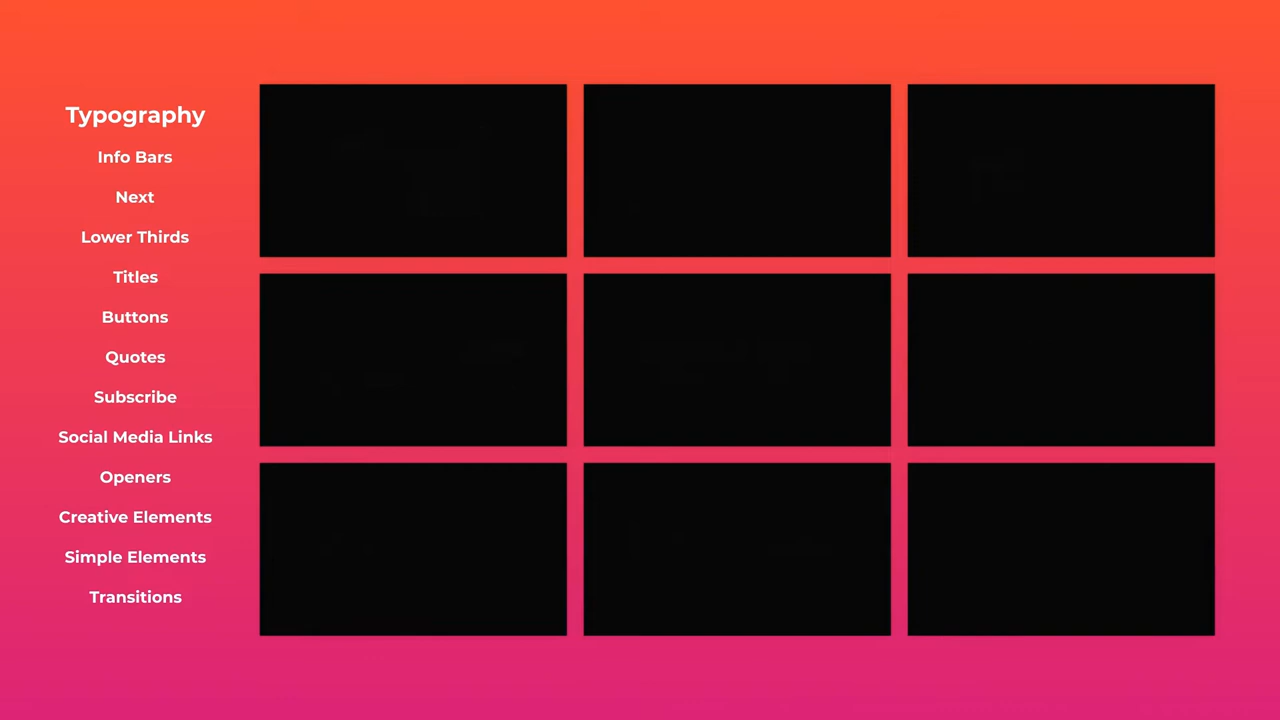 Typography
Info Bars
Next
Lower Thirds
Titles
Buttons
Quotes
Subscribe
Social Media Links
Openers
Creative Elements
Simple Elements
Transitions